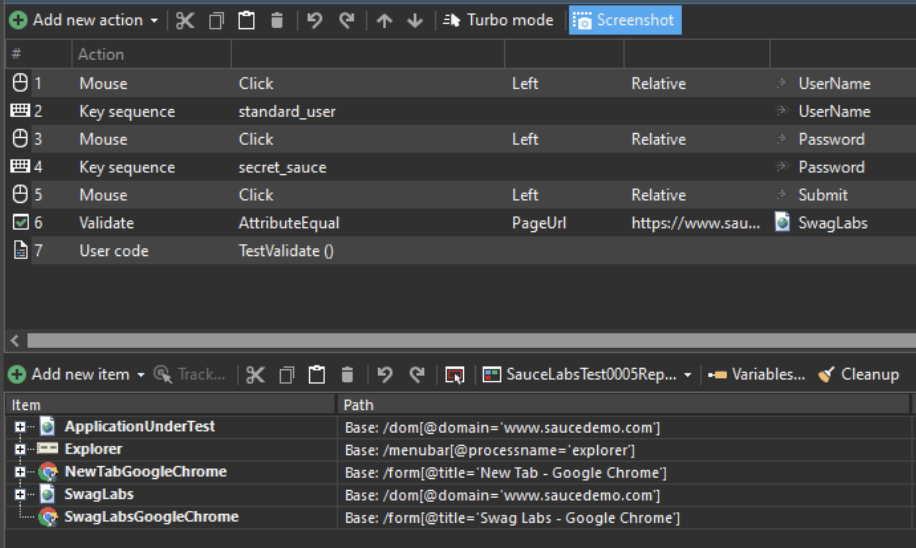 Add new action Turbo mode Screenshot
# Action
1 Mouse Click Left Relative UserName
2 Key sequence standard_user UserName
3 Mouse Click Left Relative Password
4 Key sequence secret_sauce Password
5 Mouse Click Left Relative Submit
6 Validate AttributeEqual PageUrl https://www.sau... SwagLabs
7 User code TestValidate ()
Add new item Track... SauceLabsTest0005Rep... Variables... Cleanup
Item Path
ApplicationUnderTest Base: /dom[@domain='www.saucedemo.com']
Explorer Base: /menubar[@processname='explorer']
NewTabGoogleChrome Base: /form[@title='New Tab - Google Chrome']
SwagLabs Base: /dom[@domain='www.saucedemo.com']
SwagLabsGoogleChrome Base: /form[@title='Swag Labs - Google Chrome']